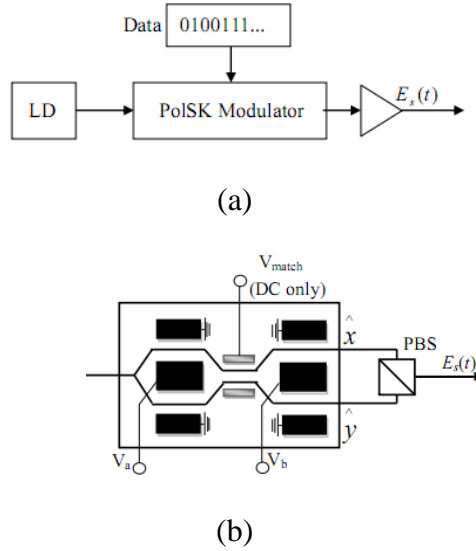 Data 0100111...
LD
PolSK Modulator
E_s(t)
(a)
V_match
(DC only)
x̂
PBS
E_s(t)
ŷ
V_a
V_b
(b)